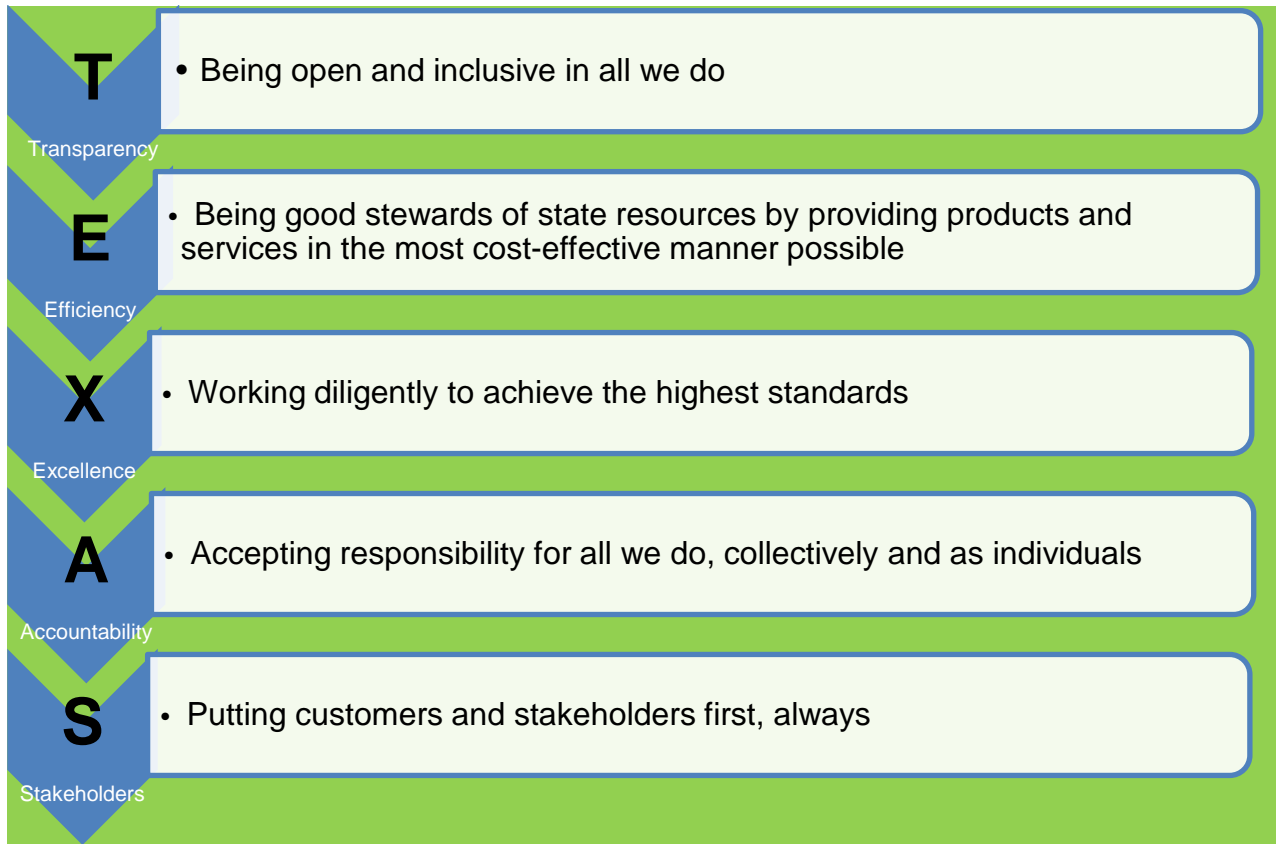 T
• Being open and inclusive in all we do
Transparency
E
• Being good stewards of state resources by providing products and
services in the most cost-effective manner possible
Efficiency
X
• Working diligently to achieve the highest standards
Excellence
A
• Accepting responsibility for all we do, collectively and as individuals
Accountability
S
• Putting customers and stakeholders first, always
Stakeholders